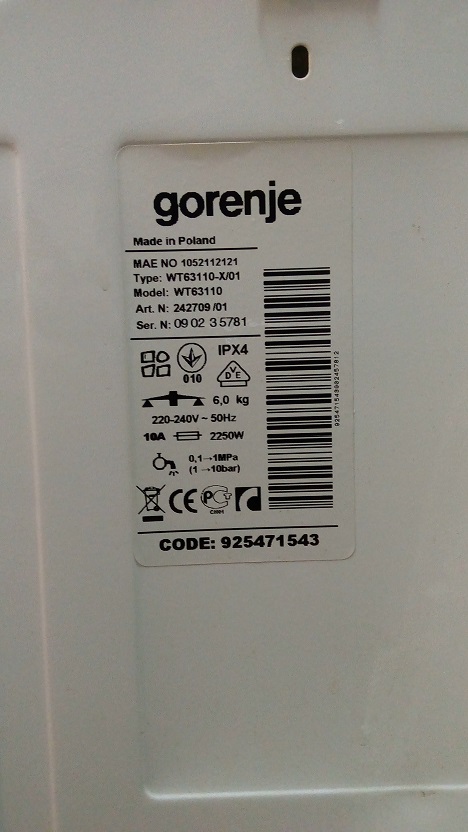 gorenje
Made in Poland
MAE NO 1052112121
Type: WT63110-X/01
Model: WT63110
Art. N: 242709 /01
Ser. N: 09 02 3 5781
IPX4
010
VDE
6,0 kg
220-240V ~ 50Hz
10A 2250W
0,1→1MPa
(1 →10bar)
CE
CODE: 925471543